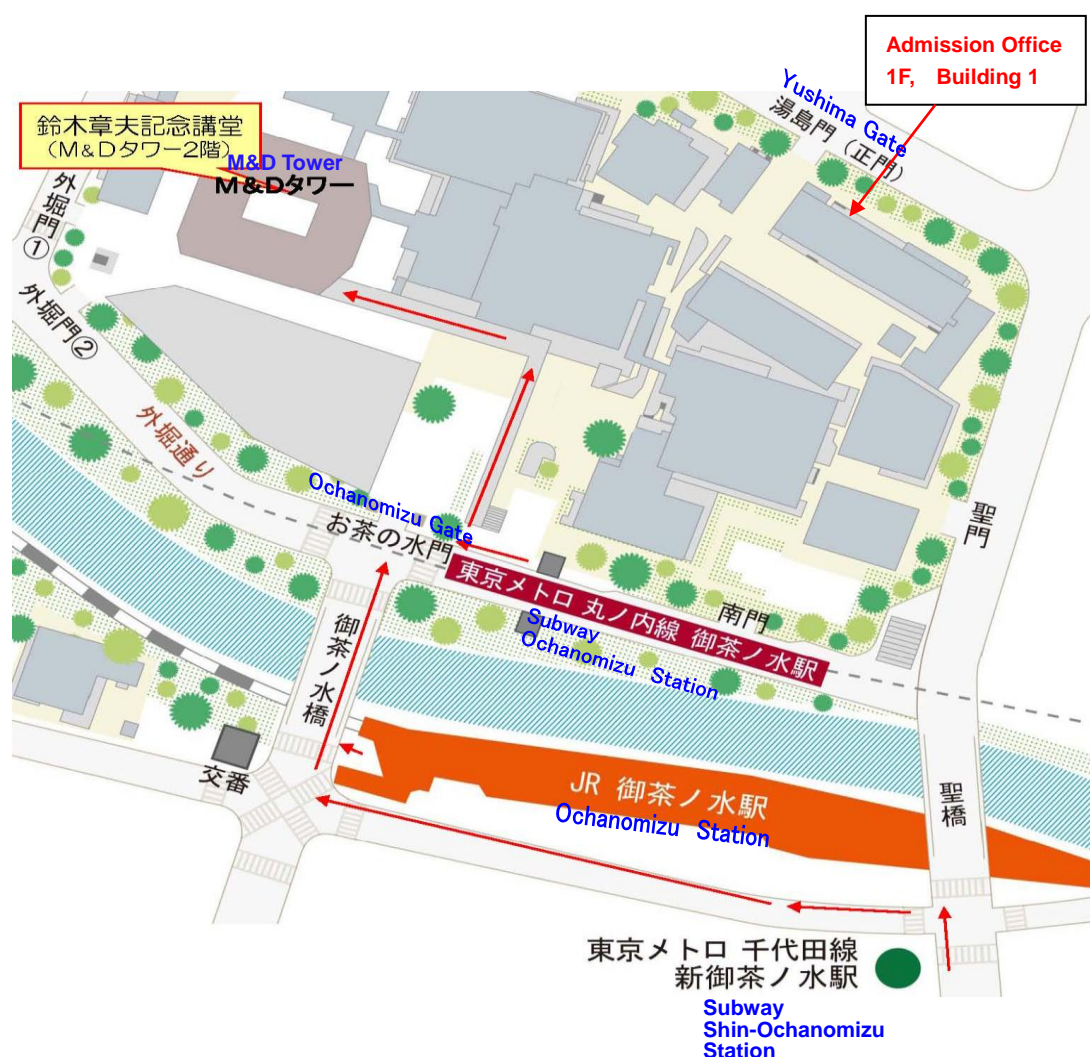 Admission Office
1F, Building 1
Yushima Gate
湯島門（正門）
鈴木章夫記念講堂
（M&Dタワー2階）
M&D Tower
M&Dタワー
外堀門①
外堀門②
外堀通り
Ochanomizu Gate
お茶の水門
聖門
東京メトロ 丸ノ内線 御茶ノ水駅
南門
Subway
Ochanomizu Station
御茶ノ水橋
交番
JR 御茶ノ水駅
Ochanomizu Station
聖橋
東京メトロ 千代田線
新御茶ノ水駅
Subway
Shin-Ochanomizu
Station